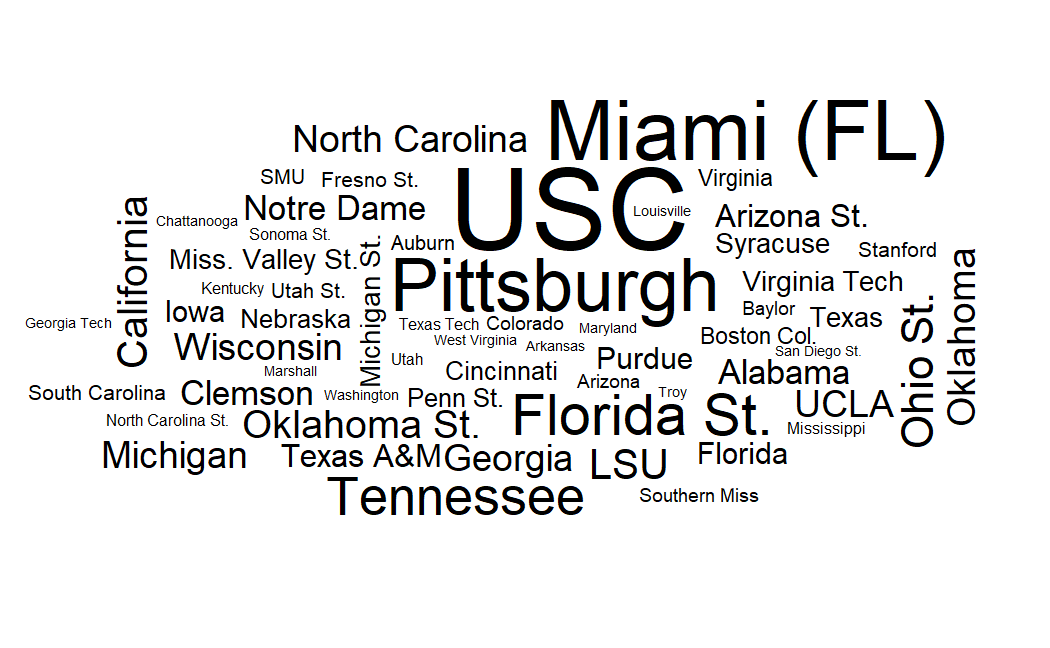 Miami (FL)
North Carolina
USC
SMU
Fresno St.
Virginia
Notre Dame
Louisville
Arizona St.
Chattanooga
California
Sonoma St.
Auburn
Syracuse
Stanford
Miss. Valley St.
Michigan St.
Pittsburgh
Virginia Tech
Kentucky
Utah St.
Oklahoma
Iowa
Nebraska
Baylor
Texas
Georgia Tech
Texas Tech
Colorado
Maryland
Ohio St.
Wisconsin
West Virginia
Arkansas
Boston Col.
San Diego St.
Utah
Purdue
Marshall
Cincinnati
Arizona
Alabama
South Carolina
Clemson
Washington
Penn St.
Troy
UCLA
North Carolina St.
Oklahoma St.
Florida St.
Mississippi
Michigan
Texas A&M
Georgia
LSU
Florida
Tennessee
Southern Miss